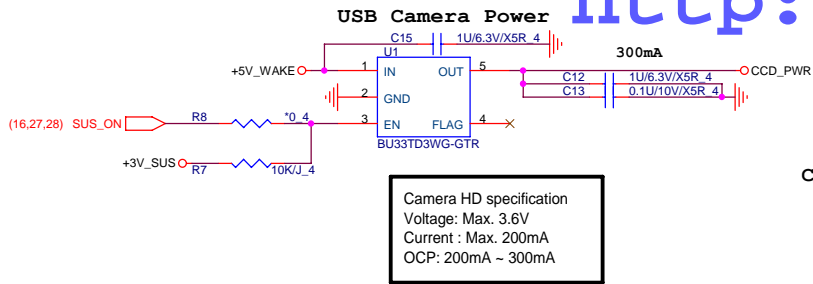 http:
USB Camera Power
C15 1U/6.3V/X5R_4
U1
300mA
+5V_WAKE 1 IN OUT 5 CCD_PWR
C12 1U/6.3V/X5R_4
C13 0.1U/10V/X5R_4
2 GND
(16,27,28) SUS_ON R8 *0_4 3 EN FLAG 4
BU33TD3WG-GTR
+3V_SUS R7 10K/J_4
C
Camera HD specification
Voltage: Max. 3.6V
Current : Max. 200mA
OCP: 200mA ~ 300mA